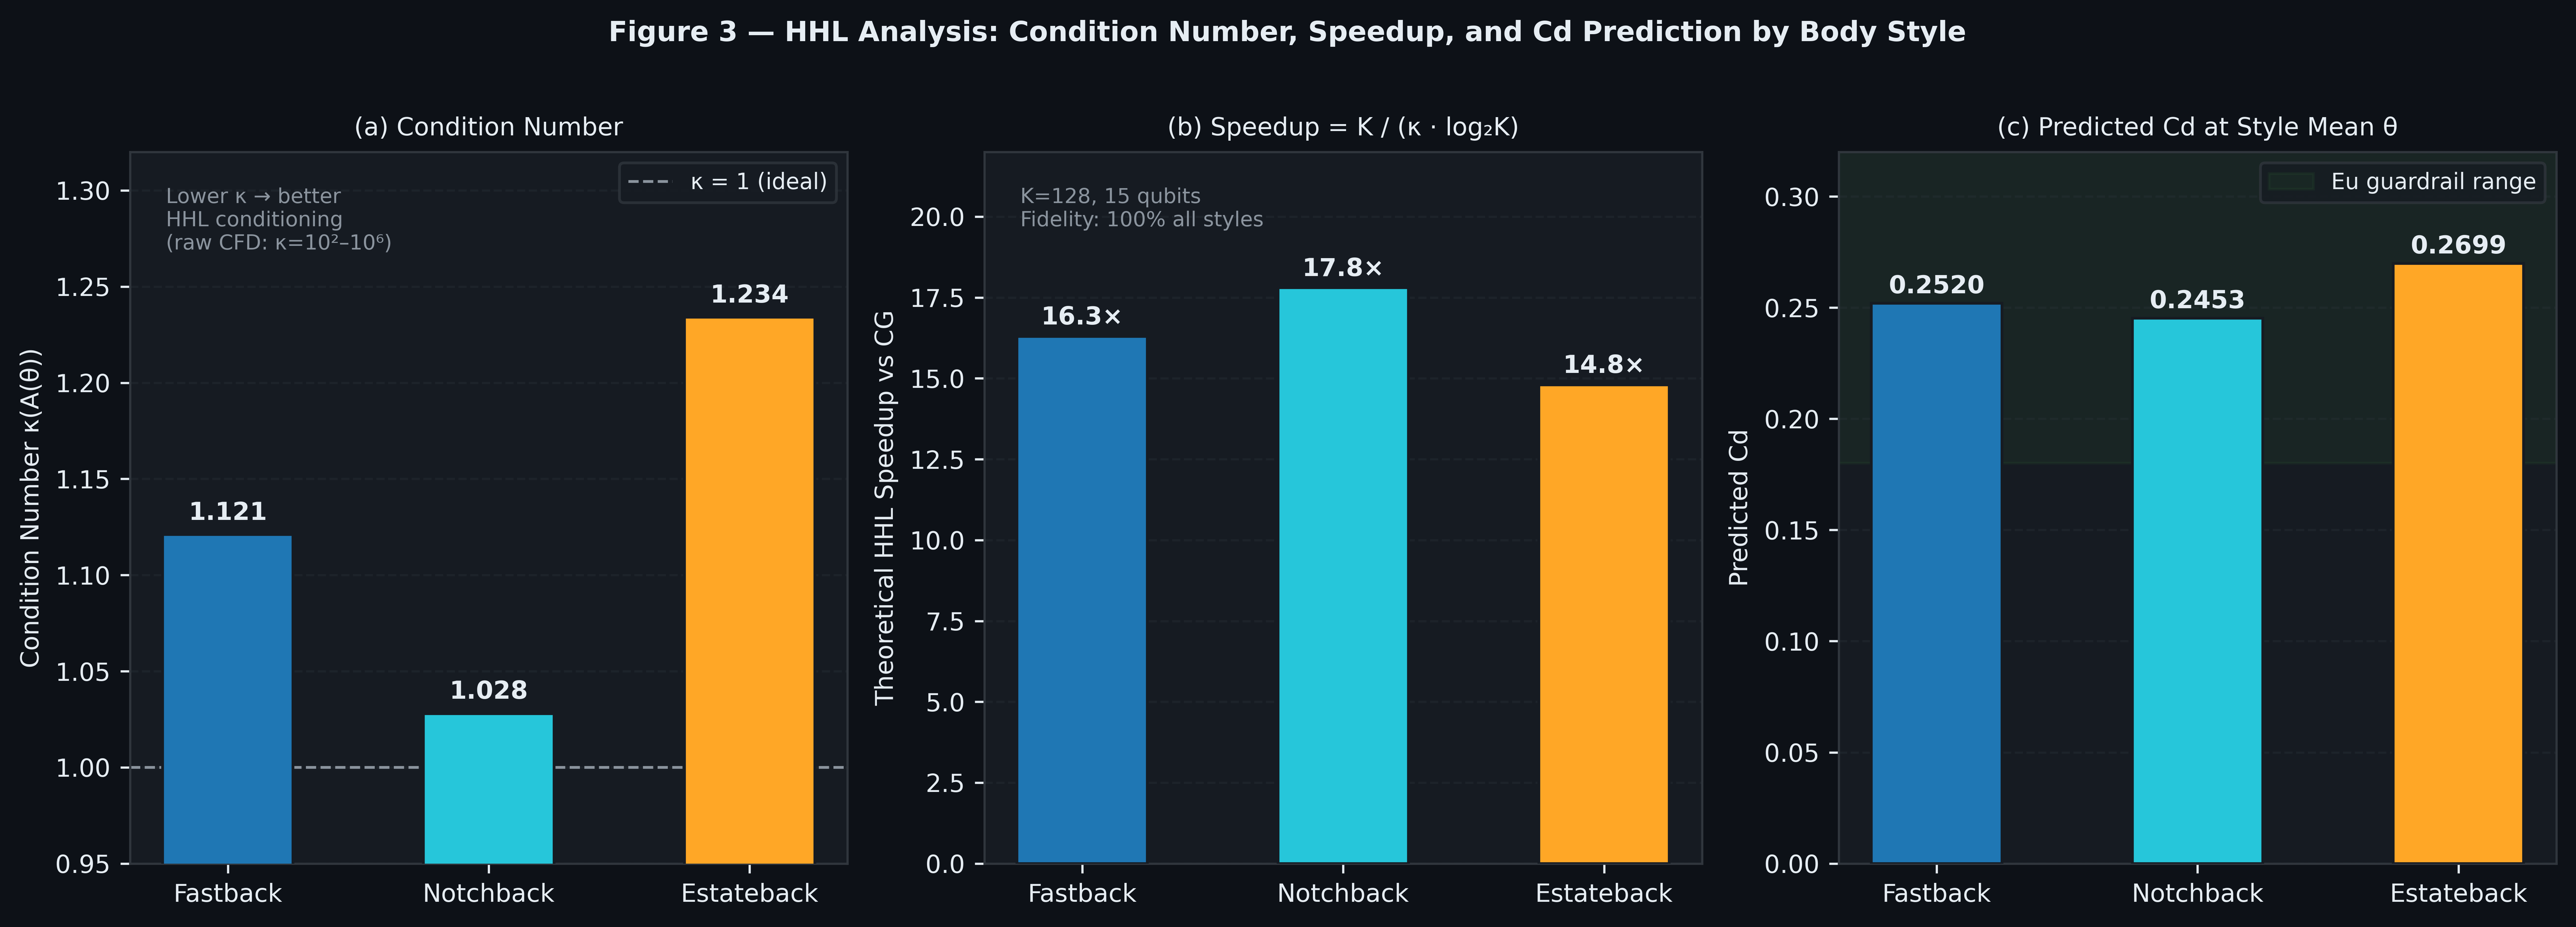 Figure 3 — HHL Analysis: Condition Number, Speedup, and Cd Prediction by Body Style
(a) Condition Number
Condition Number κ(A(θ))
1.30
1.25
1.20
1.15
1.10
1.05
1.00
0.95
Lower κ → better
HHL conditioning
(raw CFD: κ=10²–10⁶)
κ = 1 (ideal)
1.121
1.028
1.234
Fastback
Notchback
Estateback
(b) Speedup = K / (κ · log₂K)
Theoretical HHL Speedup vs CG
20.0
17.5
15.0
12.5
10.0
7.5
5.0
2.5
0.0
K=128, 15 qubits
Fidelity: 100% all styles
16.3×
17.8×
14.8×
Fastback
Notchback
Estateback
(c) Predicted Cd at Style Mean θ
Predicted Cd
0.30
0.25
0.20
0.15
0.10
0.05
0.00
Eu guardrail range
0.2520
0.2453
0.2699
Fastback
Notchback
Estateback